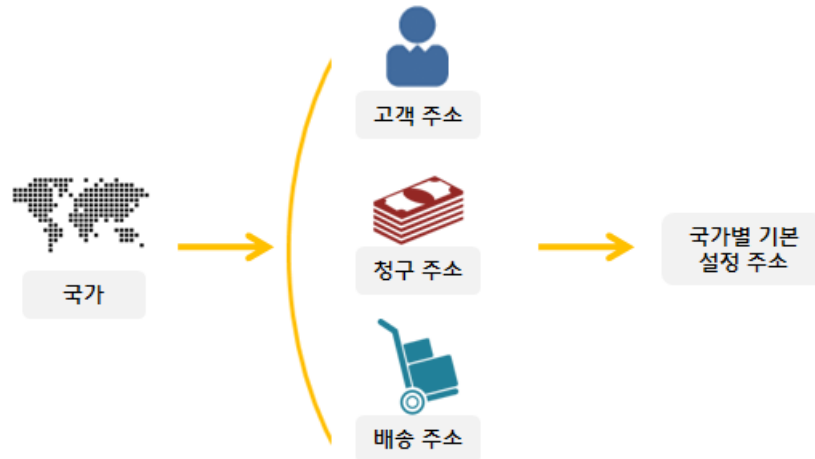 고객 주소
국가
청구 주소
국가별 기본
설정 주소
배송 주소